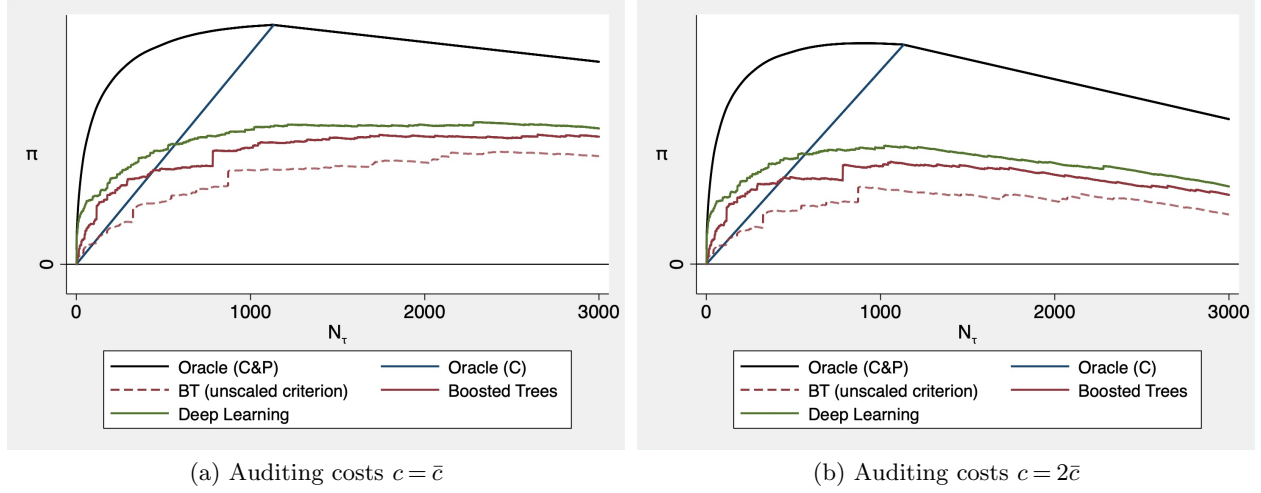 π
0
0
1000
2000
3000
N_τ
Oracle (C&P)
Oracle (C)
BT (unscaled criterion)
Boosted Trees
Deep Learning
(a) Auditing costs c = c̄
π
0
0
1000
2000
3000
N_τ
Oracle (C&P)
Oracle (C)
BT (unscaled criterion)
Boosted Trees
Deep Learning
(b) Auditing costs c = 2c̄